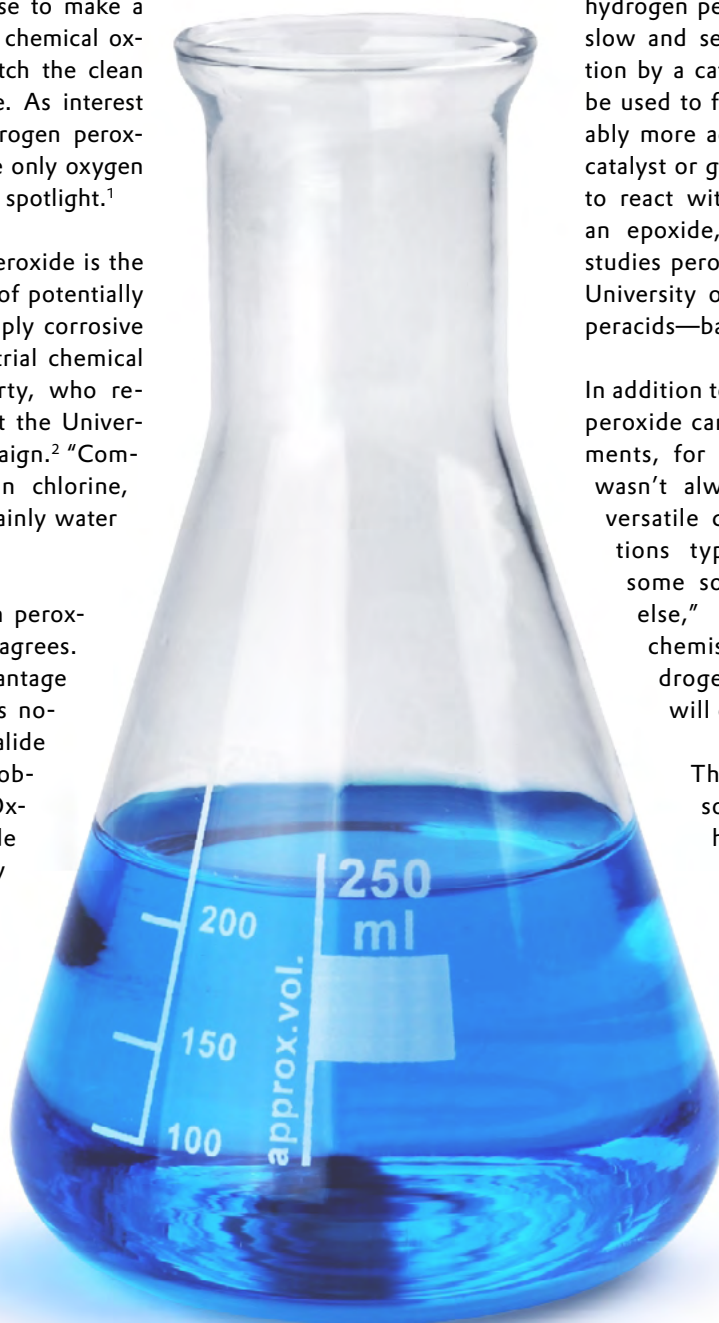 se to make a
chemical ox-
tch the clean
e. As interest
rogen perox-
e only oxygen
spotlight.¹
eroxide is the
of potentially
ply corrosive
trial chemical
rty, who re-
t the Univer-
aign.² “Com-
n chlorine,
ainly water
n perox-
agrees.
antage
s no-
alide
ob-
Ox-
le
y
250
ml
200
150
100
approx.vol.
hydrogen pe
slow and se
tion by a cat
be used to f
ably more a
catalyst or g
to react wit
an epoxide,
studies pero
University o
peracids—ba
In addition to
peroxide can
ments, for
wasn't alw
versatile o
tions typ
some so
else,”
chemis
droge
will
Th
so
h